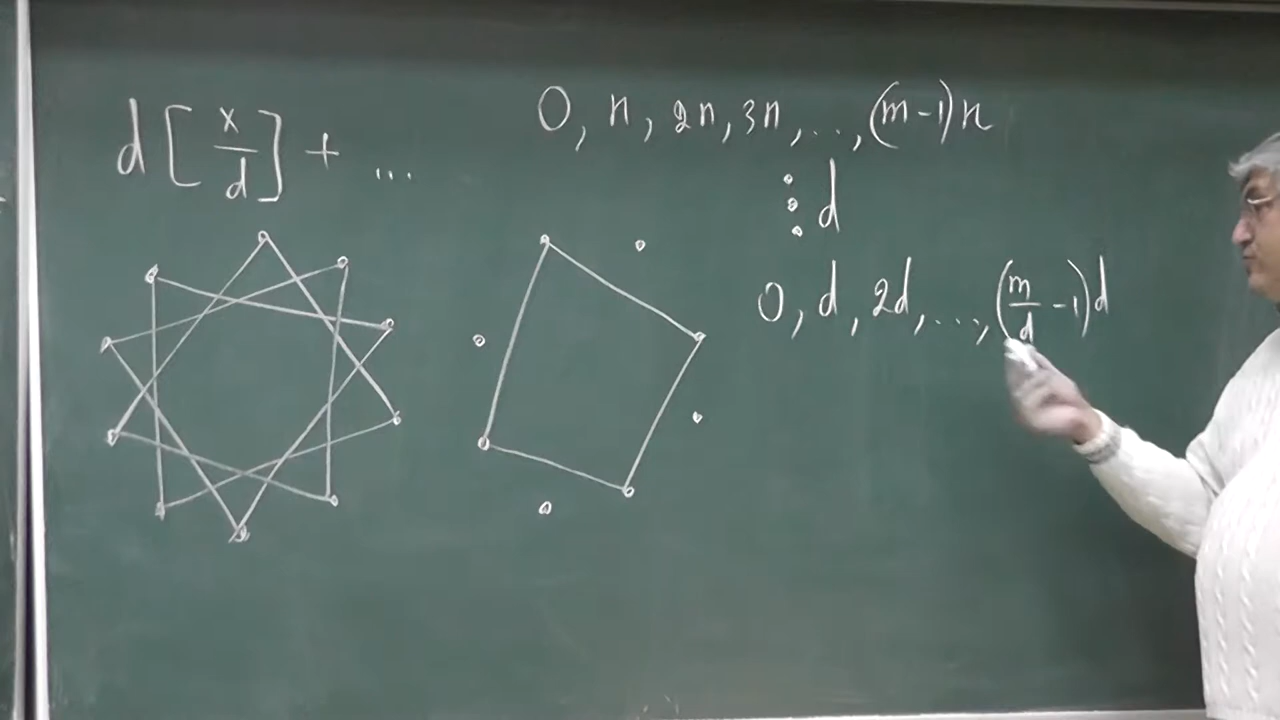 d [x/d] + ...
0, n, 2n, 3n, ..., (m-1)n
⋮ d
0, d, 2d, ..., (m/d - 1)d